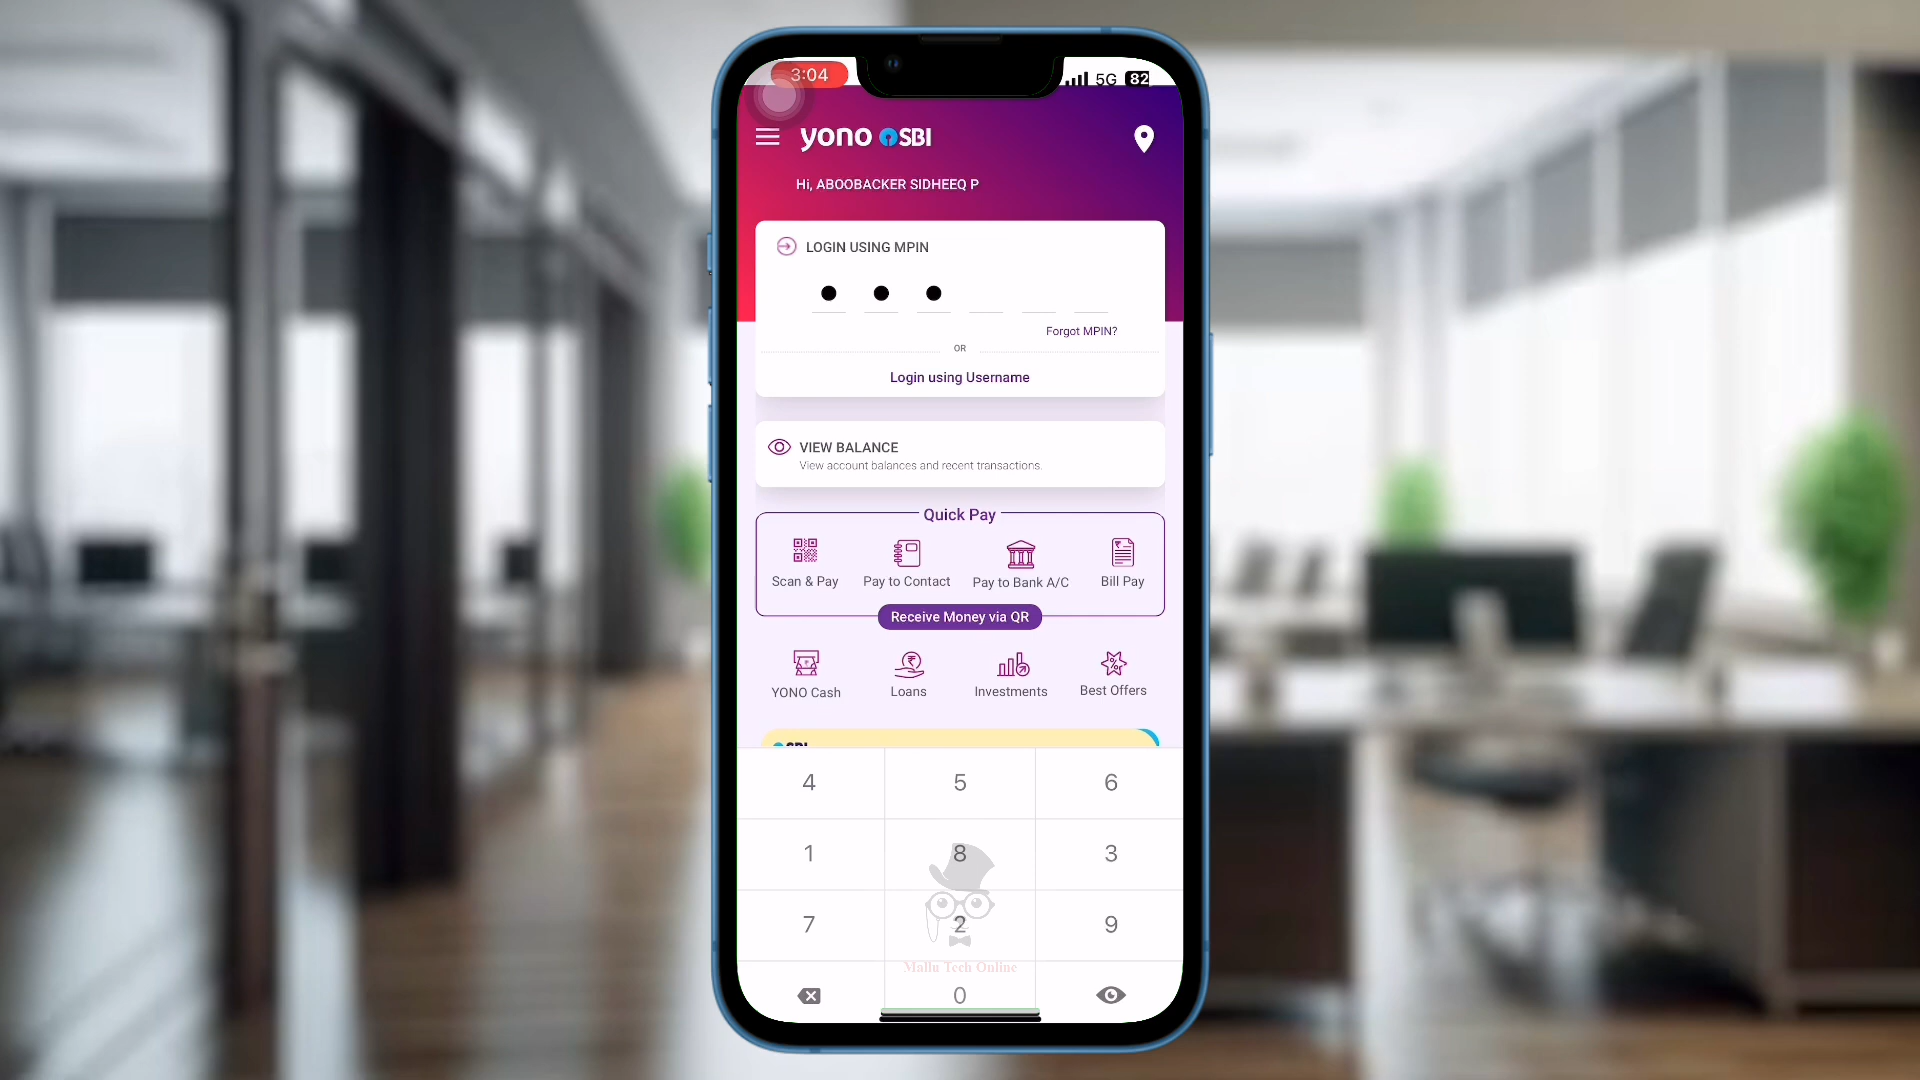 3:04
5G 82
yono SBI
Hi, ABOOBACKER SIDHEEQ P
LOGIN USING MPIN
Forgot MPIN?
OR
Login using Username
VIEW BALANCE
View account balances and recent transactions.
Quick Pay
Scan & Pay Pay to Contact Pay to Bank A/C Bill Pay
Receive Money via QR
YONO Cash Loans Investments Best Offers
SBI
4 5 6
1 8 3
7 2 9
Mallu Tech Online
0